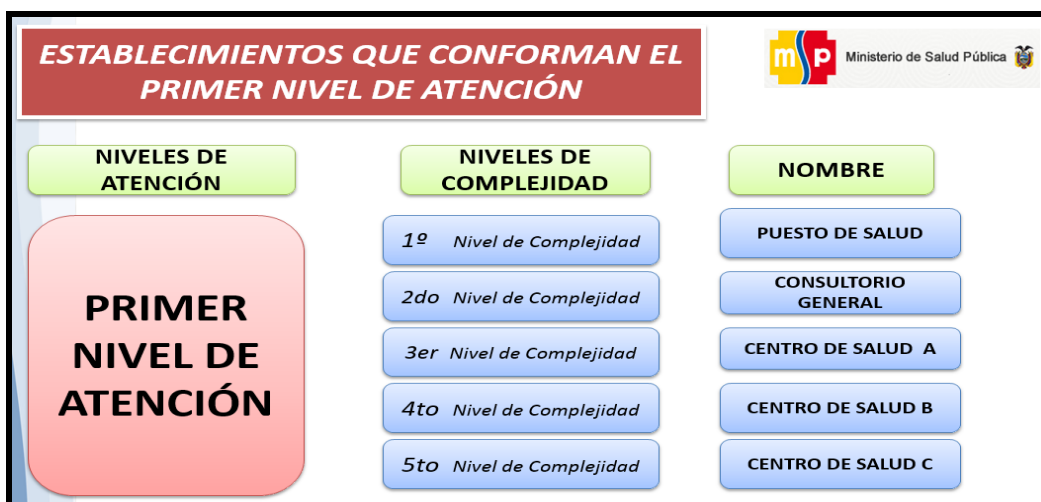 ESTABLECIMIENTOS QUE CONFORMAN EL
PRIMER NIVEL DE ATENCIÓN
msp Ministerio de Salud Pública
NIVELES DE
ATENCIÓN
NIVELES DE
COMPLEJIDAD
NOMBRE
PRIMER
NIVEL DE
ATENCIÓN
1º Nivel de Complejidad
PUESTO DE SALUD
2do Nivel de Complejidad
CONSULTORIO
GENERAL
3er Nivel de Complejidad
CENTRO DE SALUD A
4to Nivel de Complejidad
CENTRO DE SALUD B
5to Nivel de Complejidad
CENTRO DE SALUD C